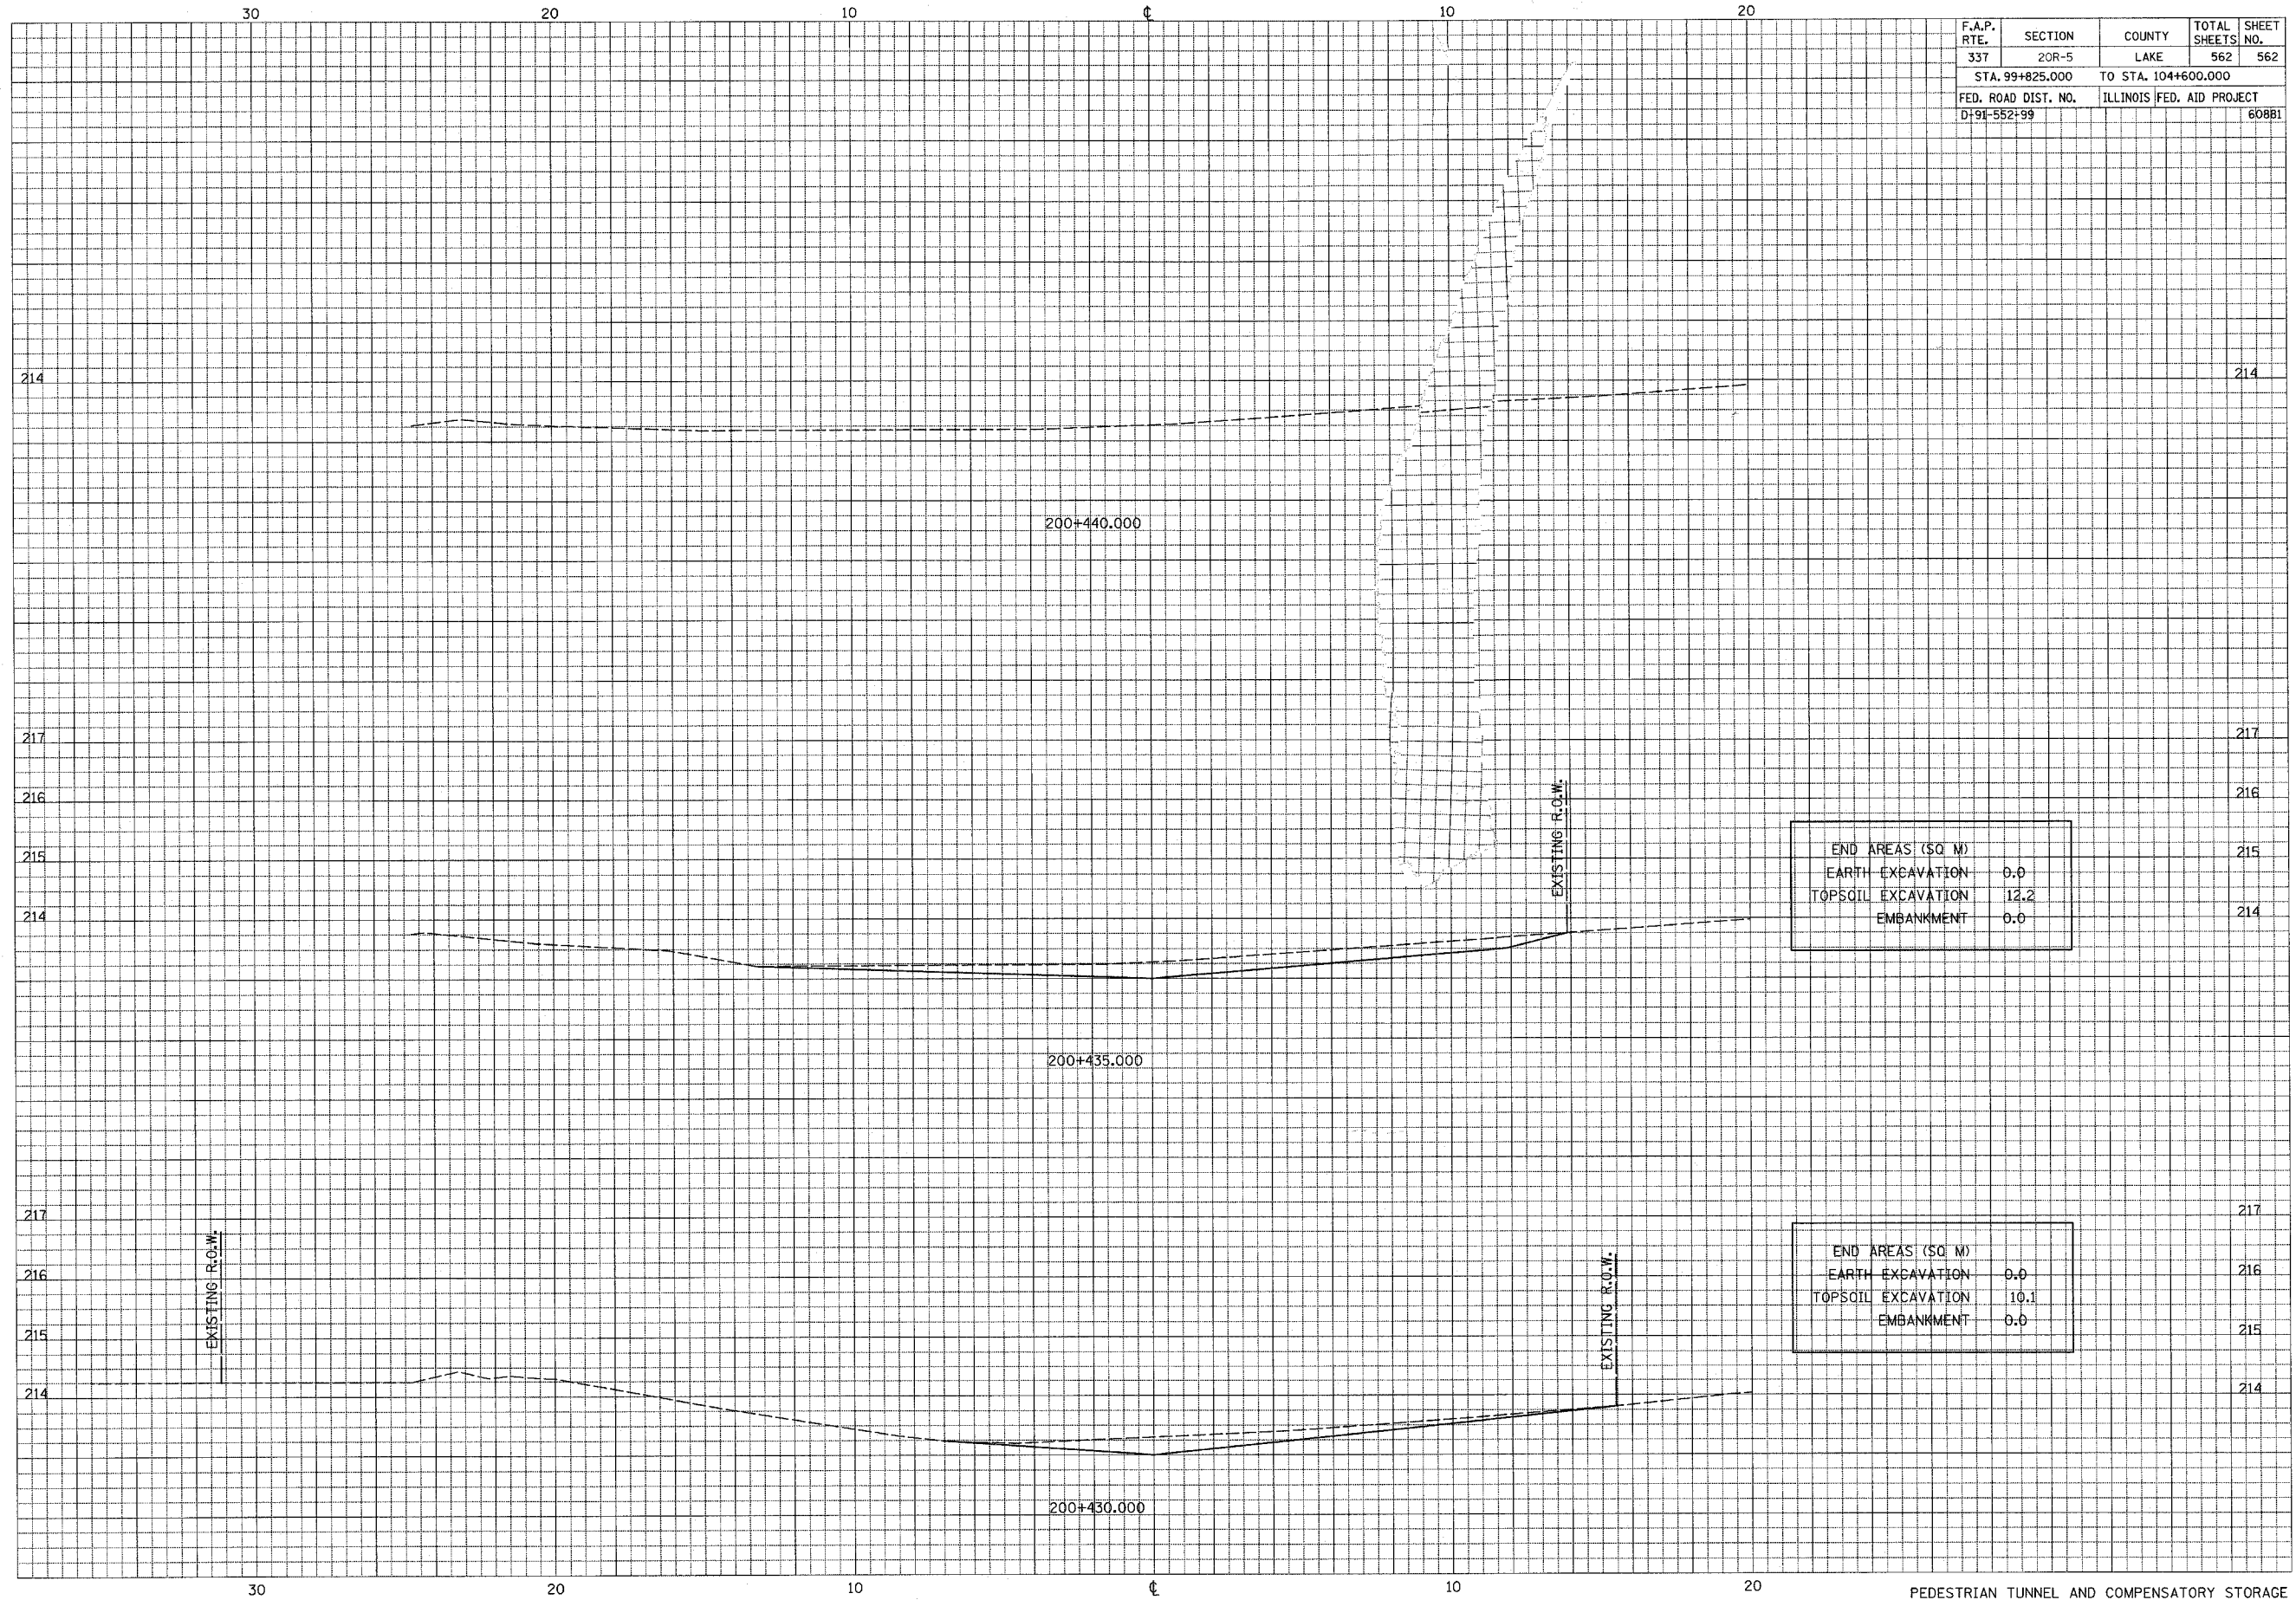 30 20 10 ℄ 10 20
F.A.P. RTE. SECTION COUNTY TOTAL SHEETS SHEET NO.
337 20R-5 LAKE 562 562
STA. 99+825.000 TO STA. 104+600.000
FED. ROAD DIST. NO. ILLINOIS FED. AID PROJECT
D-91-552-99 60881
214 214
200+440.000
217 217
216 216
215 215
214 214
EXISTING R.O.W.
END AREAS (SQ M)
EARTH EXCAVATION 0.0
TOPSOIL EXCAVATION 12.2
EMBANKMENT 0.0
200+435.000
217 217
216 216
215 215
214 214
EXISTING R.O.W.
EXISTING R.O.W.
END AREAS (SQ M)
EARTH EXCAVATION 0.0
TOPSOIL EXCAVATION 10.1
EMBANKMENT 0.0
200+430.000
30 20 10 ℄ 10 20
PEDESTRIAN TUNNEL AND COMPENSATORY STORAGE